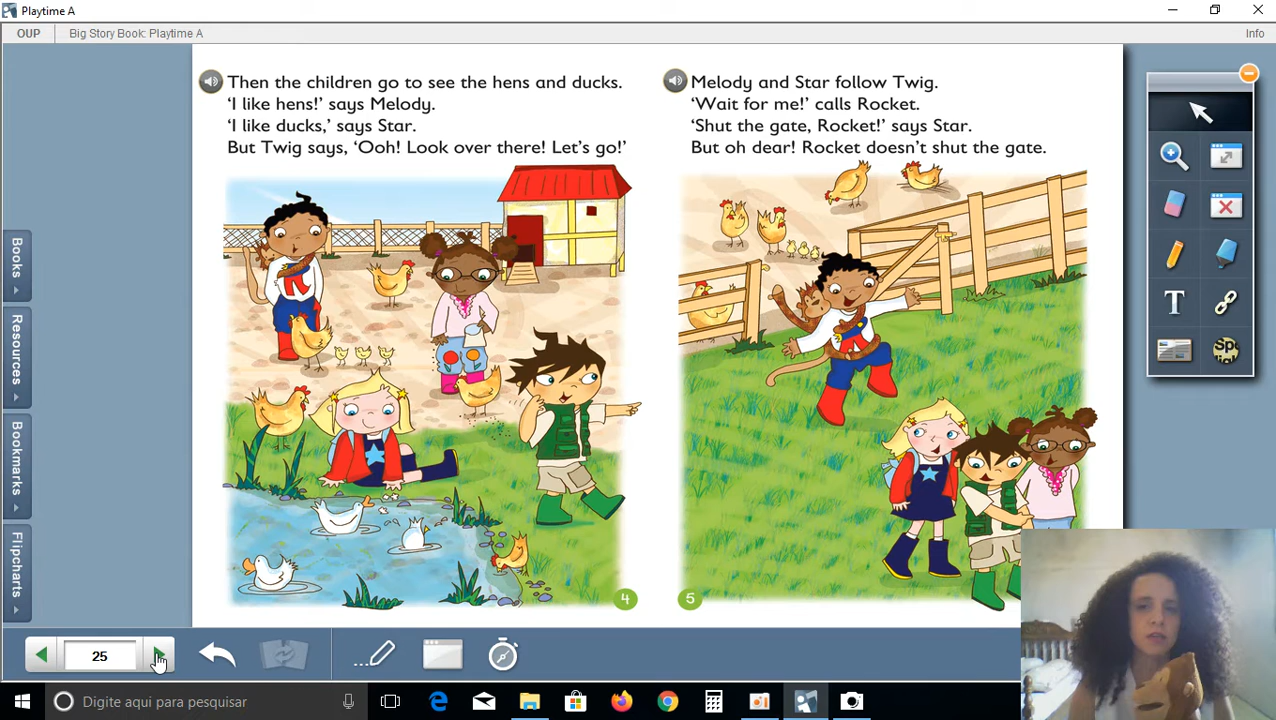 Playtime A
OUP
Big Story Book: Playtime A
Info
Then the children go to see the hens and ducks.
‘I like hens!’ says Melody.
‘I like ducks,’ says Star.
But Twig says, ‘Ooh! Look over there! Let’s go!’
Melody and Star follow Twig.
‘Wait for me!’ calls Rocket.
‘Shut the gate, Rocket!’ says Star.
But oh dear! Rocket doesn’t shut the gate.
Books
Resources
Bookmarks
Flipcharts
T
4
5
25
Digite aqui para pesquisar